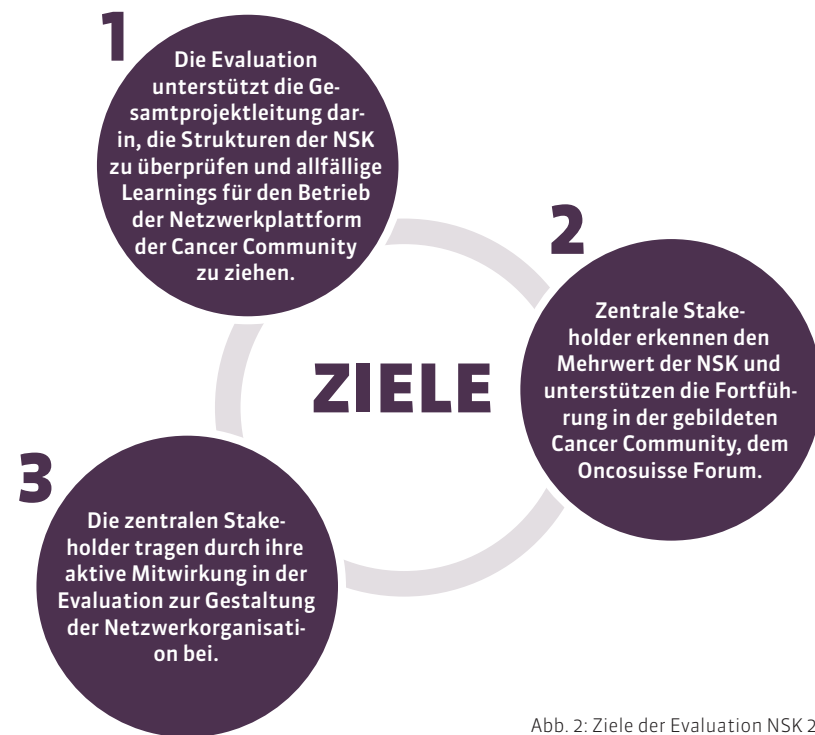 1
Die Evaluation
unterstützt die Ge-
samtprojektleitung dar-
in, die Strukturen der NSK
zu überprüfen und allfällige
Learnings für den Betrieb
der Netzwerkplattform
der Cancer Community
zu ziehen.
2
Zentrale Stake-
holder erkennen den
Mehrwert der NSK und
unterstützen die Fortfüh-
rung in der gebildeten
Cancer Community, dem
Oncosuisse Forum.
ZIELE
3
Die zentralen Stake-
holder tragen durch ihre
aktive Mitwirkung in der
Evaluation zur Gestaltung
der Netzwerkorganisati-
on bei.
Abb. 2: Ziele der Evaluation NSK 2